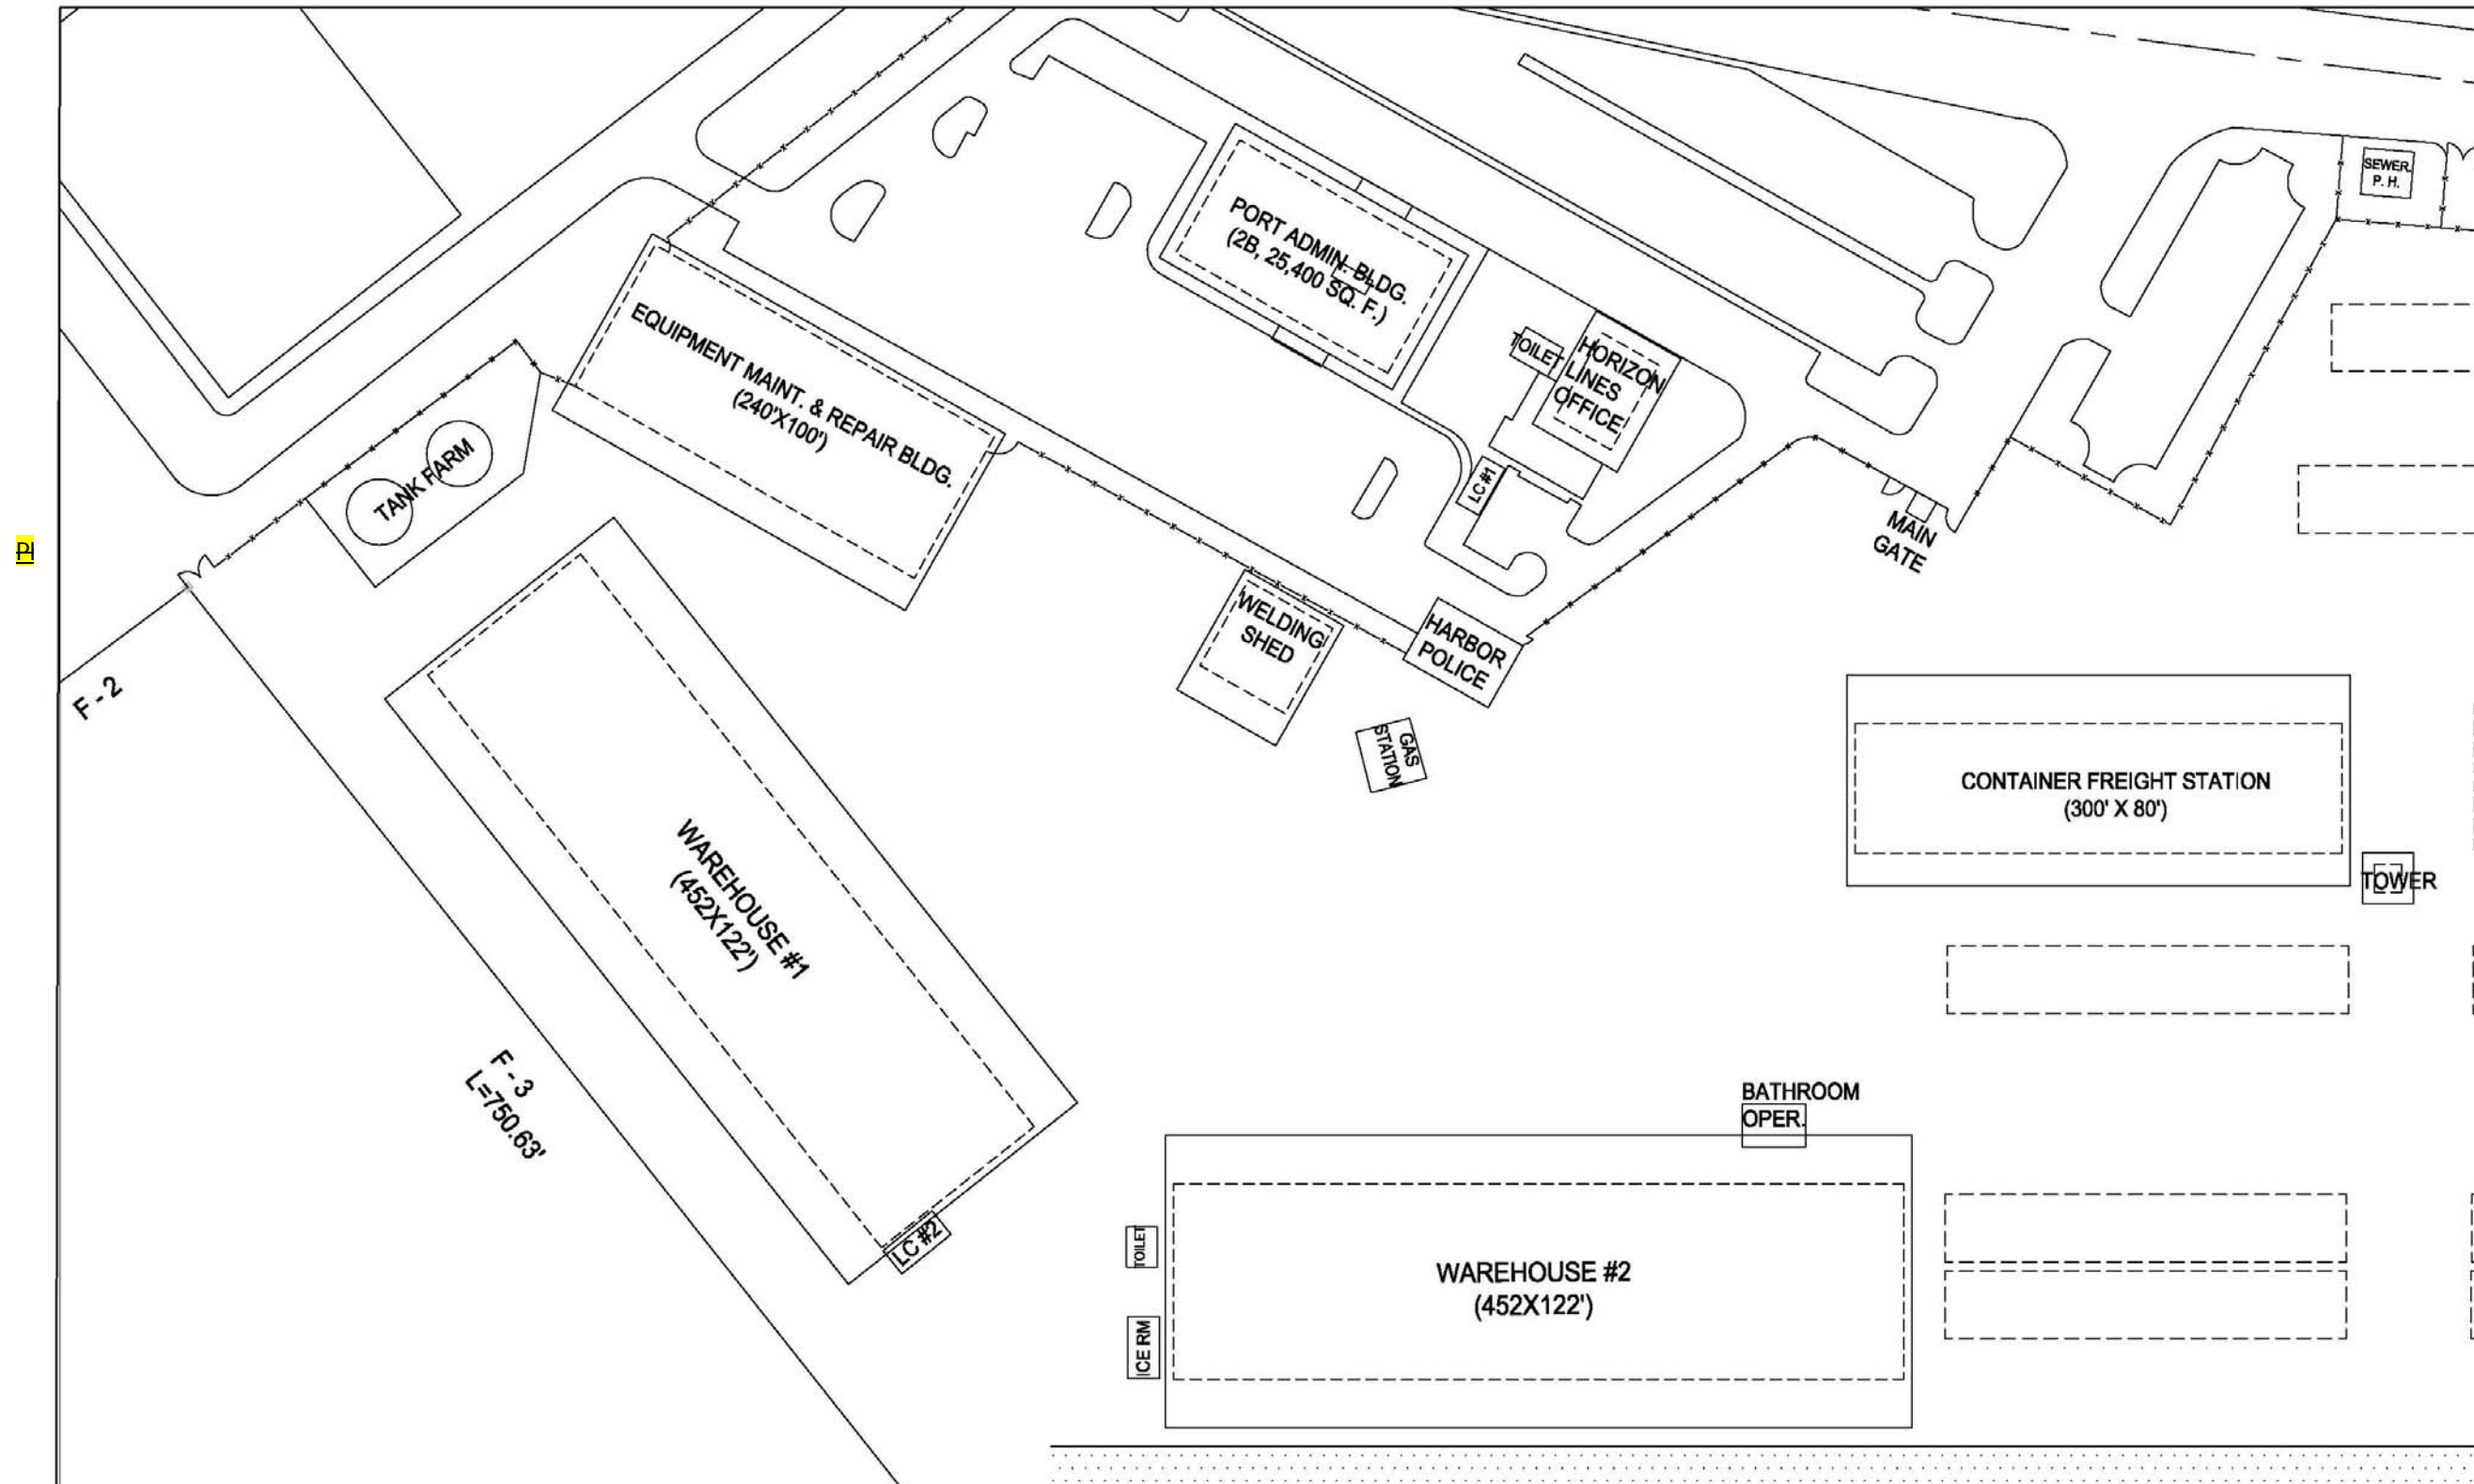 SEWER.
P. H.
PORT ADMIN. BLDG.
(2B, 25,400 SQ. F.)
EQUIPMENT MAINT. & REPAIR BLDG.
(240'X100')
TOILET
HORIZON
LINES
OFFICE
TANK FARM
LC #1
MAIN
GATE
PI
WELDING
SHED
HARBOR
POLICE
F - 2
GAS
STATION
CONTAINER FREIGHT STATION
(300' X 80')
TOWER
WAREHOUSE #1
(452X122')
F - 3
L=750.63'
BATHROOM
OPER.
LC #2
TOILET
WAREHOUSE #2
(452X122')
ICE RM